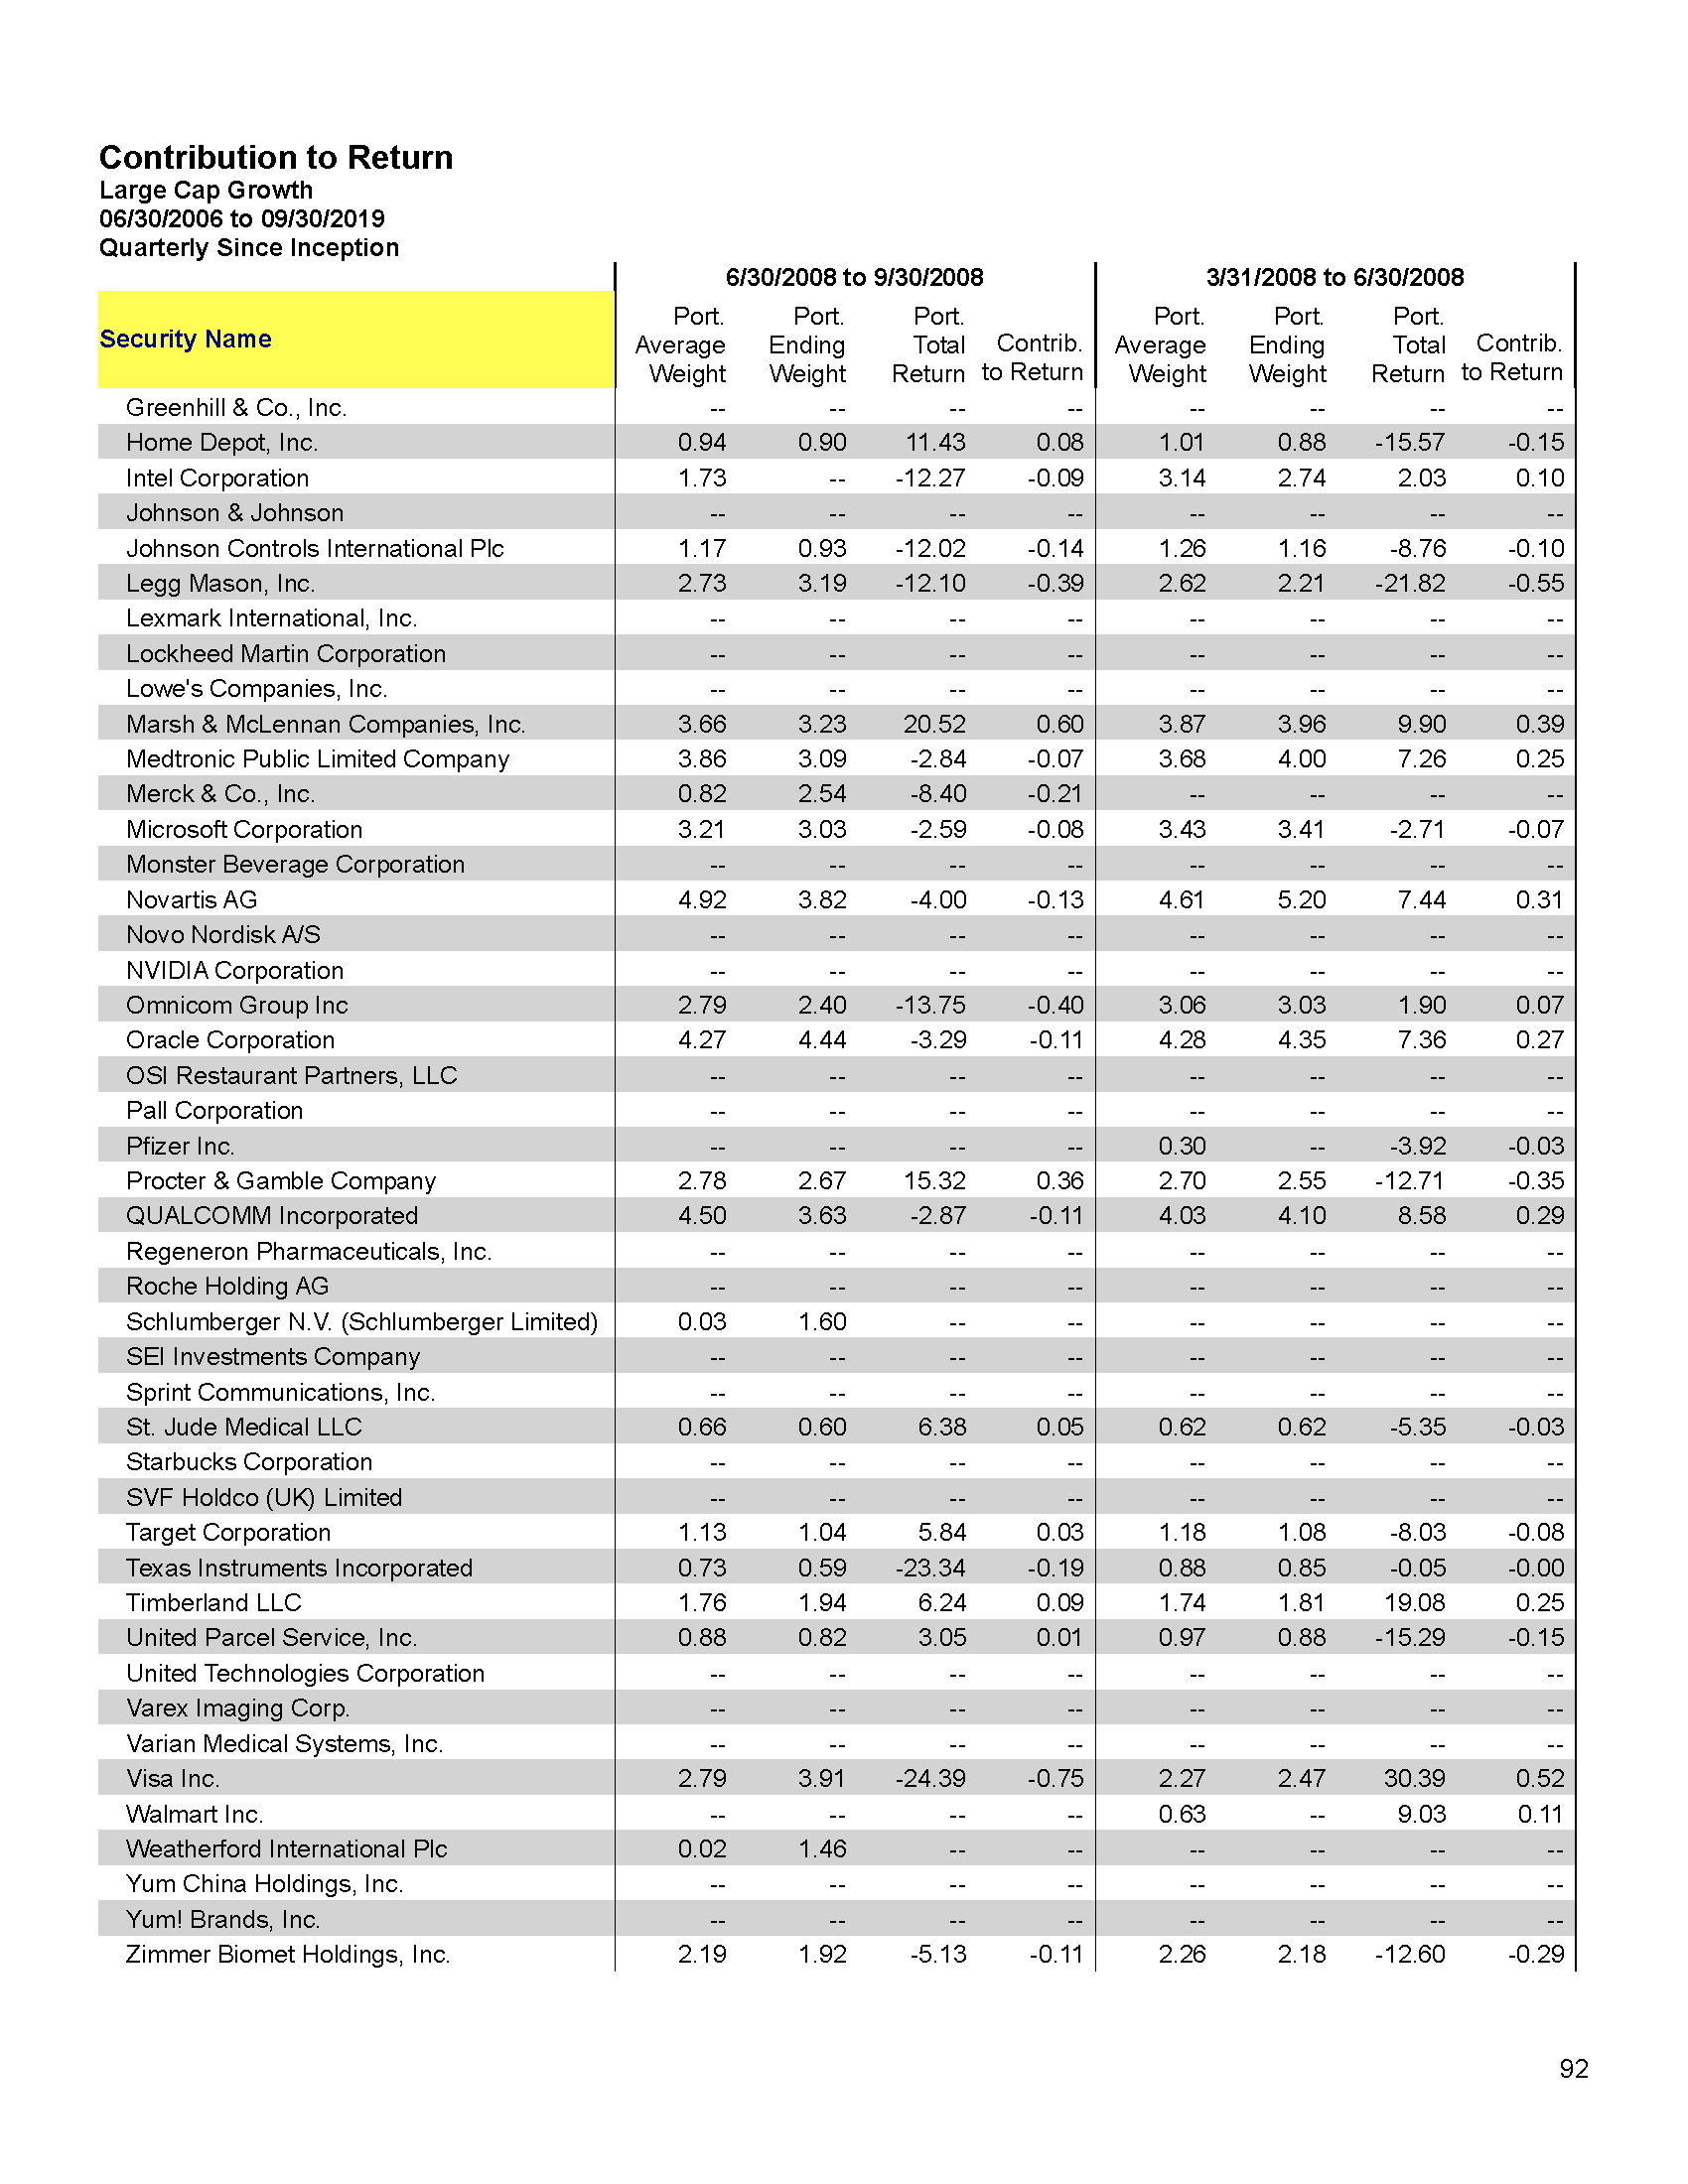 Contribution to Return
Large Cap Growth
06/30/2006 to 09/30/2019
Quarterly Since Inception
6/30/2008 to 9/30/2008 3/31/2008 to 6/30/2008
Security Name Port. Average Weight Port. Ending Weight Port. Total Return Contrib. to Return Port. Average Weight Port. Ending Weight Port. Total Return Contrib. to Return
Greenhill & Co., Inc. -- -- -- -- -- -- -- --
Home Depot, Inc. 0.94 0.90 11.43 0.08 1.01 0.88 -15.57 -0.15
Intel Corporation 1.73 -- -12.27 -0.09 3.14 2.74 2.03 0.10
Johnson & Johnson -- -- -- -- -- -- -- --
Johnson Controls International Plc 1.17 0.93 -12.02 -0.14 1.26 1.16 -8.76 -0.10
Legg Mason, Inc. 2.73 3.19 -12.10 -0.39 2.62 2.21 -21.82 -0.55
Lexmark International, Inc. -- -- -- -- -- -- -- --
Lockheed Martin Corporation -- -- -- -- -- -- -- --
Lowe's Companies, Inc. -- -- -- -- -- -- -- --
Marsh & McLennan Companies, Inc. 3.66 3.23 20.52 0.60 3.87 3.96 9.90 0.39
Medtronic Public Limited Company 3.86 3.09 -2.84 -0.07 3.68 4.00 7.26 0.25
Merck & Co., Inc. 0.82 2.54 -8.40 -0.21 -- -- -- --
Microsoft Corporation 3.21 3.03 -2.59 -0.08 3.43 3.41 -2.71 -0.07
Monster Beverage Corporation -- -- -- -- -- -- -- --
Novartis AG 4.92 3.82 -4.00 -0.13 4.61 5.20 7.44 0.31
Novo Nordisk A/S -- -- -- -- -- -- -- --
NVIDIA Corporation -- -- -- -- -- -- -- --
Omnicom Group Inc 2.79 2.40 -13.75 -0.40 3.06 3.03 1.90 0.07
Oracle Corporation 4.27 4.44 -3.29 -0.11 4.28 4.35 7.36 0.27
OSI Restaurant Partners, LLC -- -- -- -- -- -- -- --
Pall Corporation -- -- -- -- -- -- -- --
Pfizer Inc. -- -- -- -- 0.30 -- -3.92 -0.03
Procter & Gamble Company 2.78 2.67 15.32 0.36 2.70 2.55 -12.71 -0.35
QUALCOMM Incorporated 4.50 3.63 -2.87 -0.11 4.03 4.10 8.58 0.29
Regeneron Pharmaceuticals, Inc. -- -- -- -- -- -- -- --
Roche Holding AG -- -- -- -- -- -- -- --
Schlumberger N.V. (Schlumberger Limited) 0.03 1.60 -- -- -- -- -- --
SEI Investments Company -- -- -- -- -- -- -- --
Sprint Communications, Inc. -- -- -- -- -- -- -- --
St. Jude Medical LLC 0.66 0.60 6.38 0.05 0.62 0.62 -5.35 -0.03
Starbucks Corporation -- -- -- -- -- -- -- --
SVF Holdco (UK) Limited -- -- -- -- -- -- -- --
Target Corporation 1.13 1.04 5.84 0.03 1.18 1.08 -8.03 -0.08
Texas Instruments Incorporated 0.73 0.59 -23.34 -0.19 0.88 0.85 -0.05 -0.00
Timberland LLC 1.76 1.94 6.24 0.09 1.74 1.81 19.08 0.25
United Parcel Service, Inc. 0.88 0.82 3.05 0.01 0.97 0.88 -15.29 -0.15
United Technologies Corporation -- -- -- -- -- -- -- --
Varex Imaging Corp. -- -- -- -- -- -- -- --
Varian Medical Systems, Inc. -- -- -- -- -- -- -- --
Visa Inc. 2.79 3.91 -24.39 -0.75 2.27 2.47 30.39 0.52
Walmart Inc. -- -- -- -- 0.63 -- 9.03 0.11
Weatherford International Plc 0.02 1.46 -- -- -- -- -- --
Yum China Holdings, Inc. -- -- -- -- -- -- -- --
Yum! Brands, Inc. -- -- -- -- -- -- -- --
Zimmer Biomet Holdings, Inc. 2.19 1.92 -5.13 -0.11 2.26 2.18 -12.60 -0.29
92